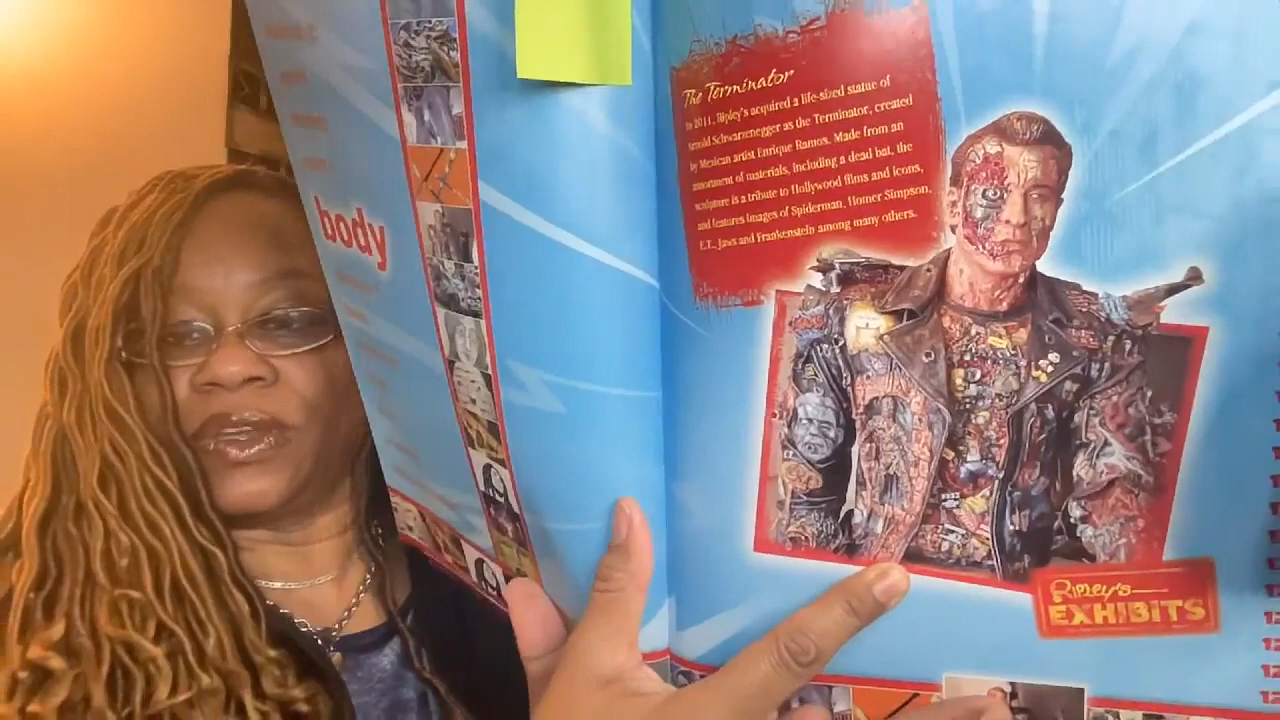 body
The Terminator
In 2011, Ripley's acquired a life-sized statue of
Arnold Schwarzenegger as the Terminator, created
by Mexican artist Enrique Ramos. Made from an
assortment of materials, including a dead bat, the
sculpture is a tribute to Hollywood films and icons,
and features images of Spiderman, Homer Simpson,
E.T., Jaws and Frankenstein among many others.
RIPLEY'S
EXHIBITS